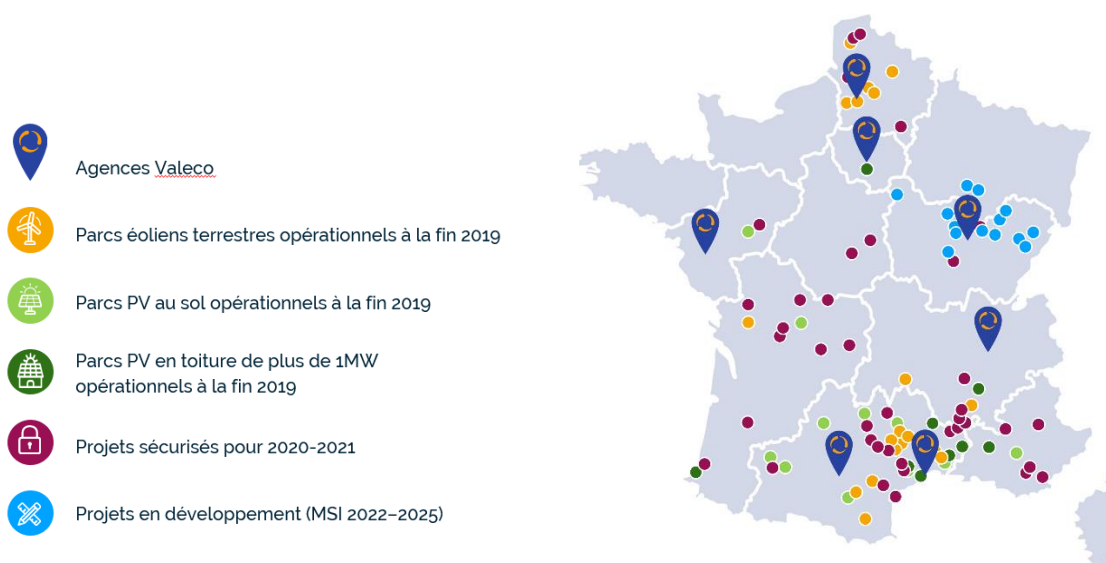 Agences Valeco
Parcs éoliens terrestres opérationnels à la fin 2019
Parcs PV au sol opérationnels à la fin 2019
Parcs PV en toiture de plus de 1MW
opérationnels à la fin 2019
Projets sécurisés pour 2020-2021
Projets en développement (MSI 2022–2025)